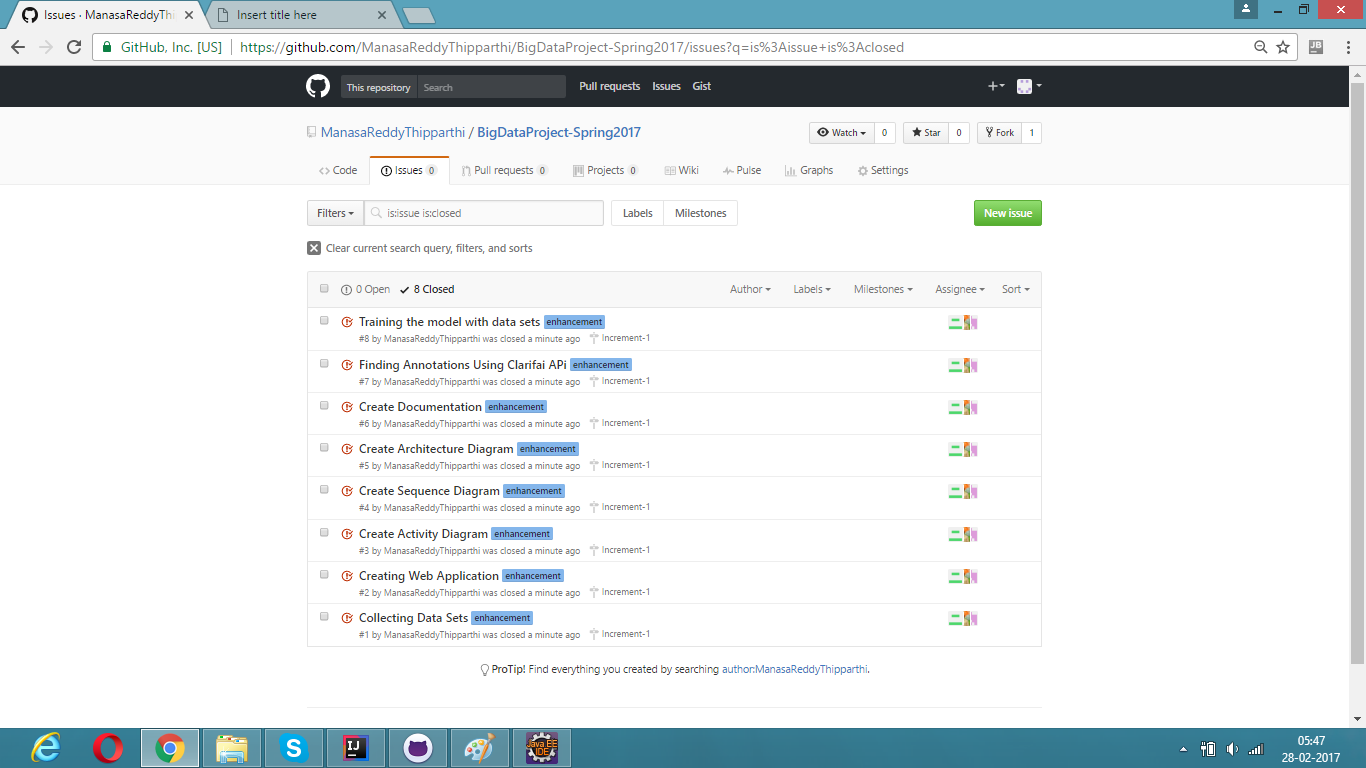 Issues · ManasaReddyThi
Insert title here
GitHub, Inc. [US]
https://github.com/ManasaReddyThipparthi/BigDataProject-Spring2017/issues?q=is%3Aissue+is%3Aclosed
JB
This repository Search Pull requests Issues Gist
ManasaReddyThipparthi / BigDataProject-Spring2017
Watch 0 Star 0 Fork 1
Code Issues 0 Pull requests 0 Projects 0 Wiki Pulse Graphs Settings
Filters is:issue is:closed Labels Milestones New issue
Clear current search query, filters, and sorts
0 Open 8 Closed Author Labels Milestones Assignee Sort
Training the model with data sets enhancement
#8 by ManasaReddyThipparthi was closed a minute ago Increment-1
Finding Annotations Using Clarifai APi enhancement
#7 by ManasaReddyThipparthi was closed a minute ago Increment-1
Create Documentation enhancement
#6 by ManasaReddyThipparthi was closed a minute ago Increment-1
Create Architecture Diagram enhancement
#5 by ManasaReddyThipparthi was closed a minute ago Increment-1
Create Sequence Diagram enhancement
#4 by ManasaReddyThipparthi was closed a minute ago Increment-1
Create Activity Diagram enhancement
#3 by ManasaReddyThipparthi was closed a minute ago Increment-1
Creating Web Application enhancement
#2 by ManasaReddyThipparthi was closed a minute ago Increment-1
Collecting Data Sets enhancement
#1 by ManasaReddyThipparthi was closed a minute ago Increment-1
ProTip! Find everything you created by searching author:ManasaReddyThipparthi.
IJ
Java EE
IDE
05:47
28-02-2017